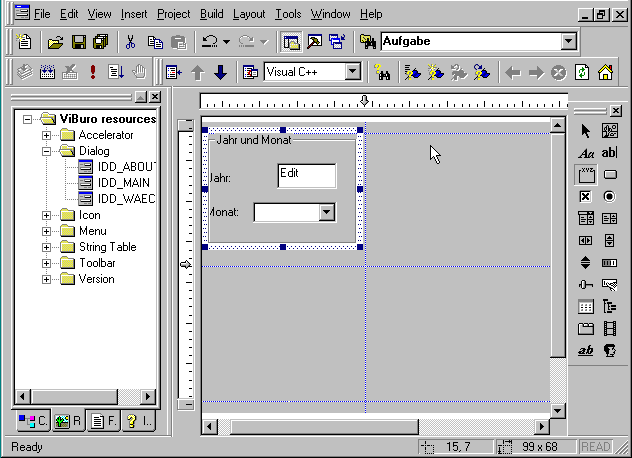 File Edit View Insert Project Build Layout Tools Window Help
Aufgabe
Visual C++
ViBuro resources
Accelerator
Dialog
IDD_ABOU
IDD_MAIN
IDD_WAEC
Icon
Menu
String Table
Toolbar
Version
C. R F. I..
Jahr und Monat
Jahr:
Edit
Monat:
Aa ab|
XYZ
ab
Ready
15, 7
99 x 68
READ